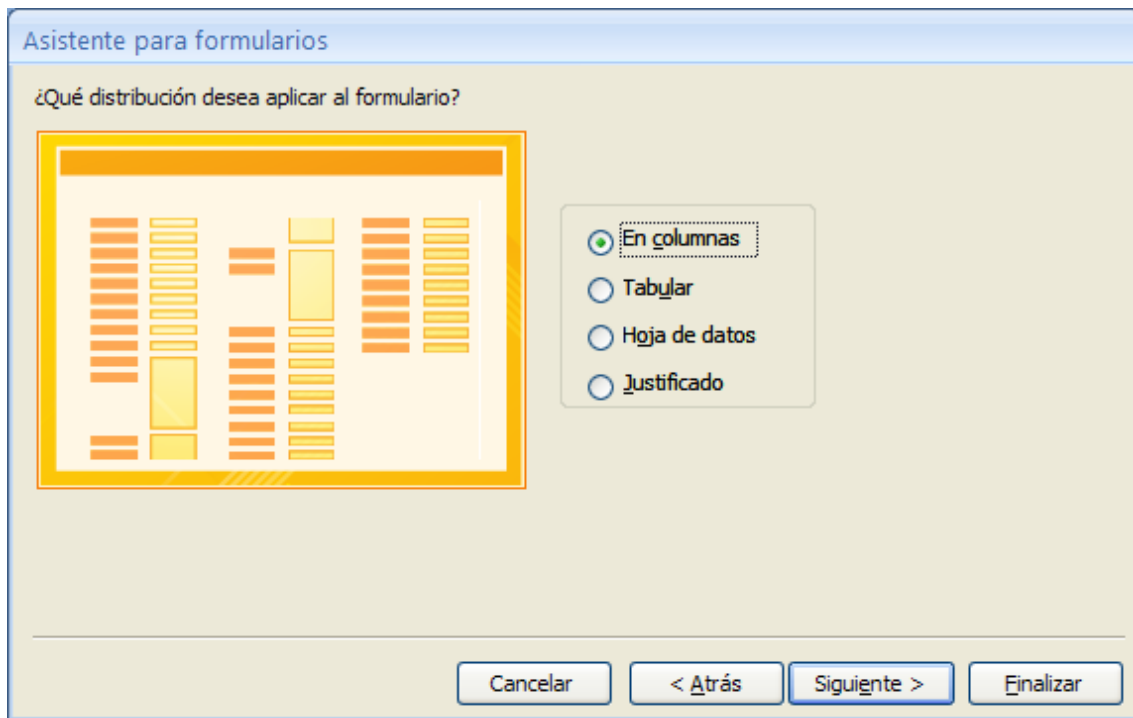 Asistente para formularios
¿Qué distribución desea aplicar al formulario?
En columnas
Tabular
Hoja de datos
Justificado
Cancelar
< Atrás
Siguiente >
Finalizar